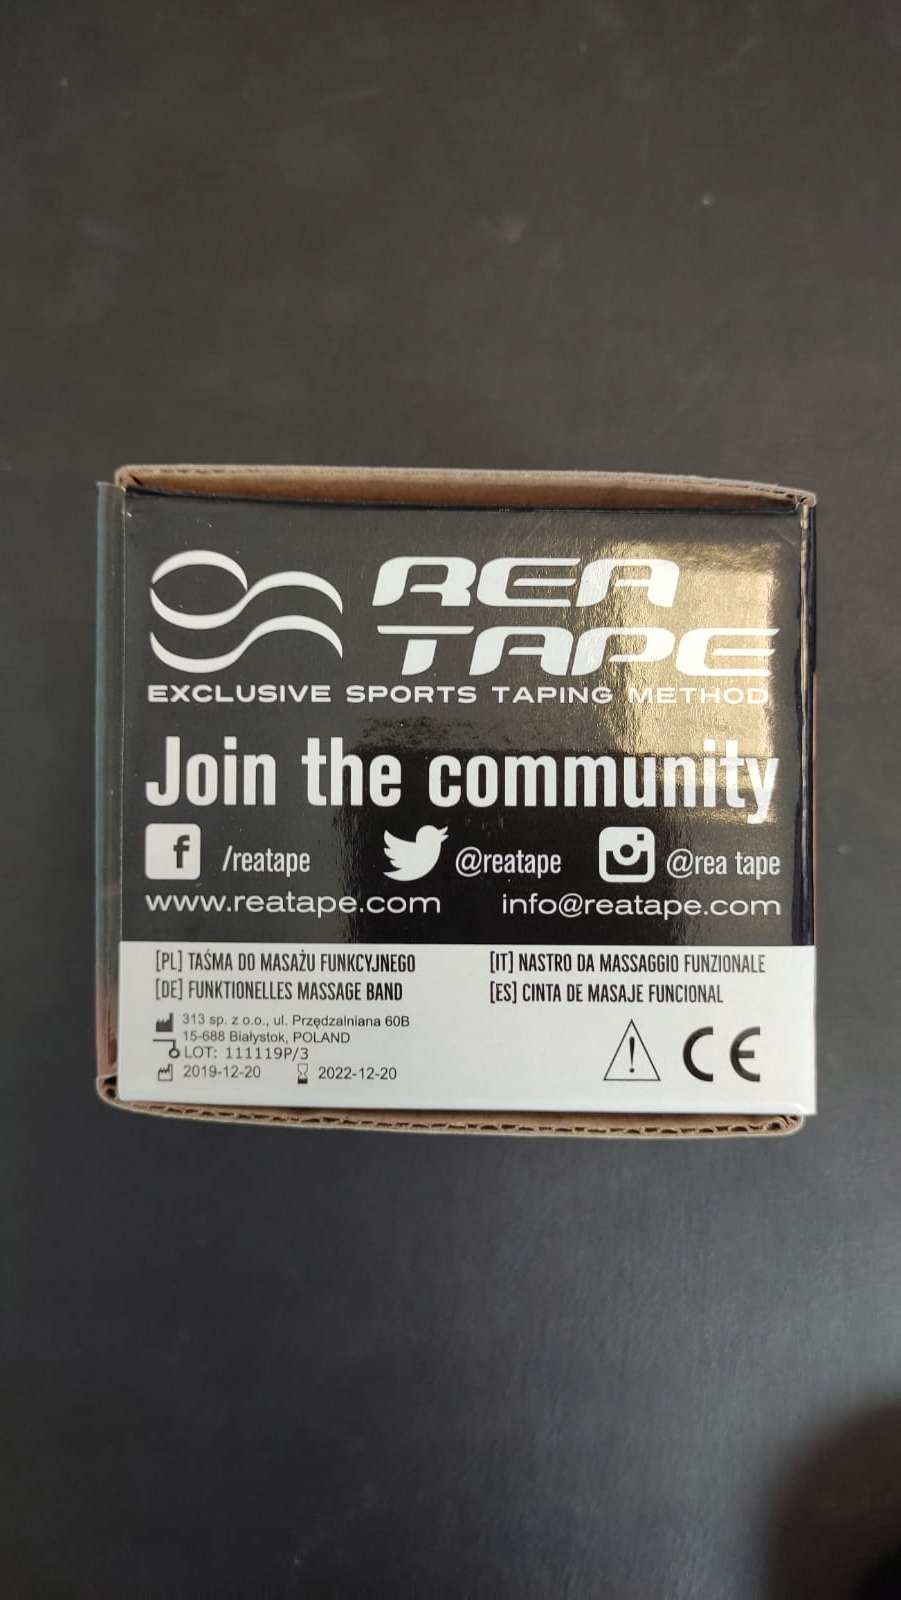 REA
TAPE
EXCLUSIVE SPORTS TAPING METHOD
Join the community
f /reatape @reatape @rea tape
www.reatape.com info@reatape.com
[PL] TAŚMA DO MASAŻU FUNKCYJNEGO [IT] NASTRO DA MASSAGGIO FUNZIONALE
[DE] FUNKTIONELLES MASSAGE BAND [ES] CINTA DE MASAJE FUNCIONAL
313 sp. z o.o., ul. Przędzalniana 60B
15-688 Białystok, POLAND
LOT: 111119P/3
2019-12-20 2022-12-20
! CE